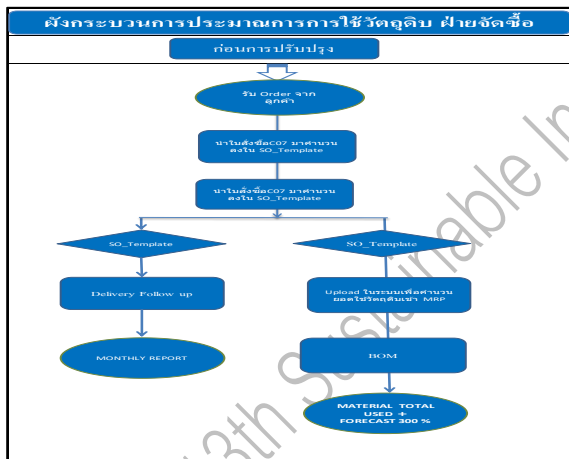 ผังกระบวนการประมาณการการใช้วัตถุดิบ ฝ่ายจัดซื้อ
ก่อนการปรับปรุง
รับ Order จาก
ลูกค้า
นำใบสั่งซื้อC07 มาคำนวน
ลงใน SO_Template
นำใบสั่งซื้อC07 มาคำนวน
ลงใน SO_Template
SO_Template
SO_Template
Delivery Follow up
Upload ในระบบเพื่อคำนวน
ยอดใช้วัตถุดิบเข้า MRP
MONTHLY REPORT
BOM
MATERIAL TOTAL
USED +
FORECAST 300 %
3th Sustainable In